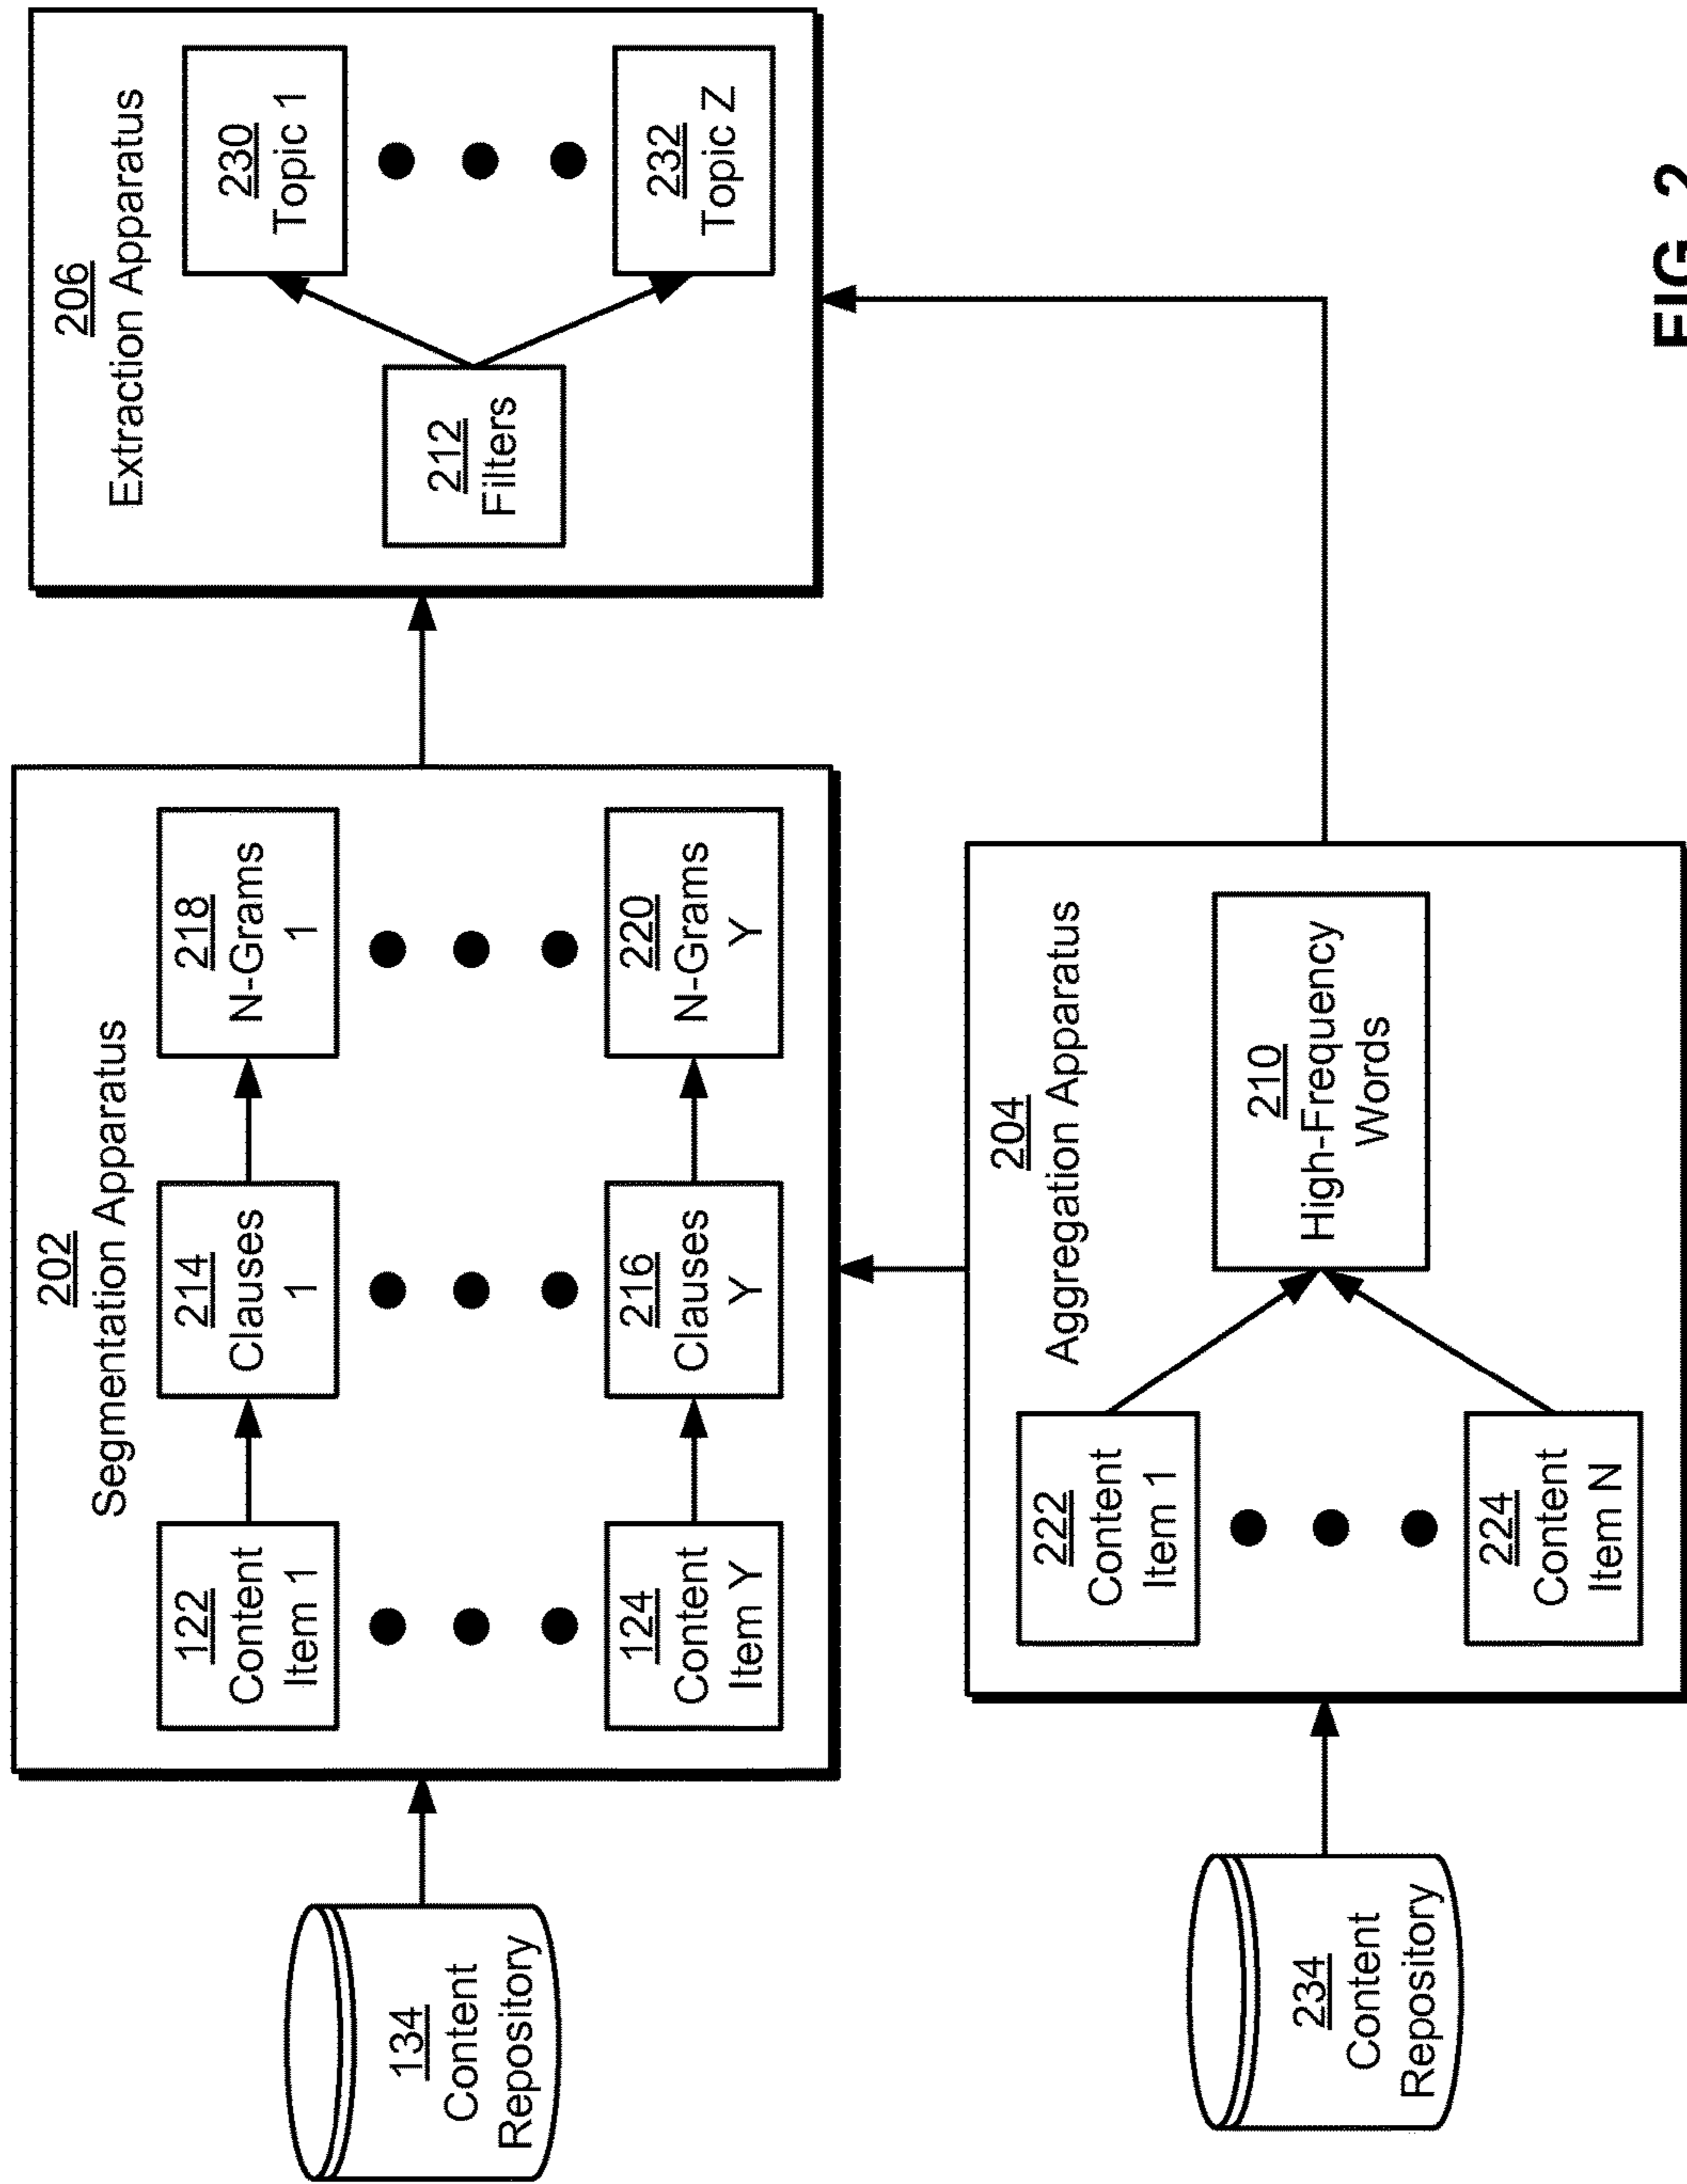 134
Content
Repository
202
Segmentation Apparatus
122
Content
Item 1
214
Clauses
1
218
N-Grams
1
124
Content
Item Y
216
Clauses
Y
220
N-Grams
Y
206
Extraction Apparatus
212
Filters
230
Topic 1
232
Topic Z
234
Content
Repository
204
Aggregation Apparatus
222
Content
Item 1
224
Content
Item N
210
High-Frequency
Words
FIG. 2